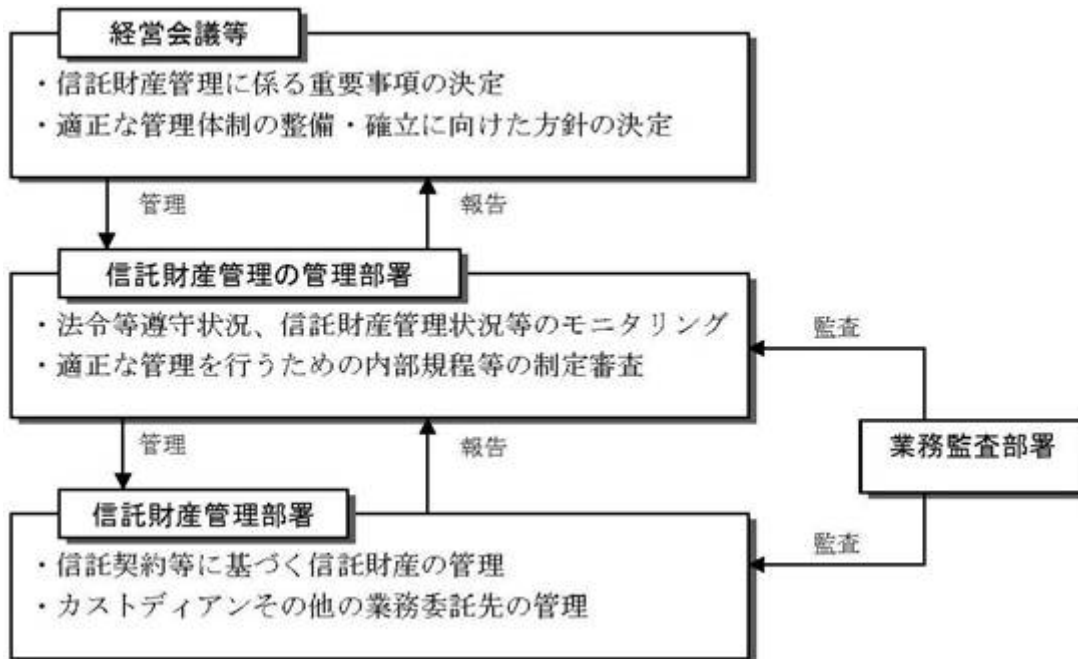 経営会議等
・信託財産管理に係る重要事項の決定
・適正な管理体制の整備・確立に向けた方針の決定
管理
報告
信託財産管理の管理部署
・法令等遵守状況、信託財産管理状況等のモニタリング
・適正な管理を行うための内部規程等の制定審査
監査
管理
報告
業務監査部署
信託財産管理部署
監査
・信託契約等に基づく信託財産の管理
・カストディアンその他の業務委託先の管理